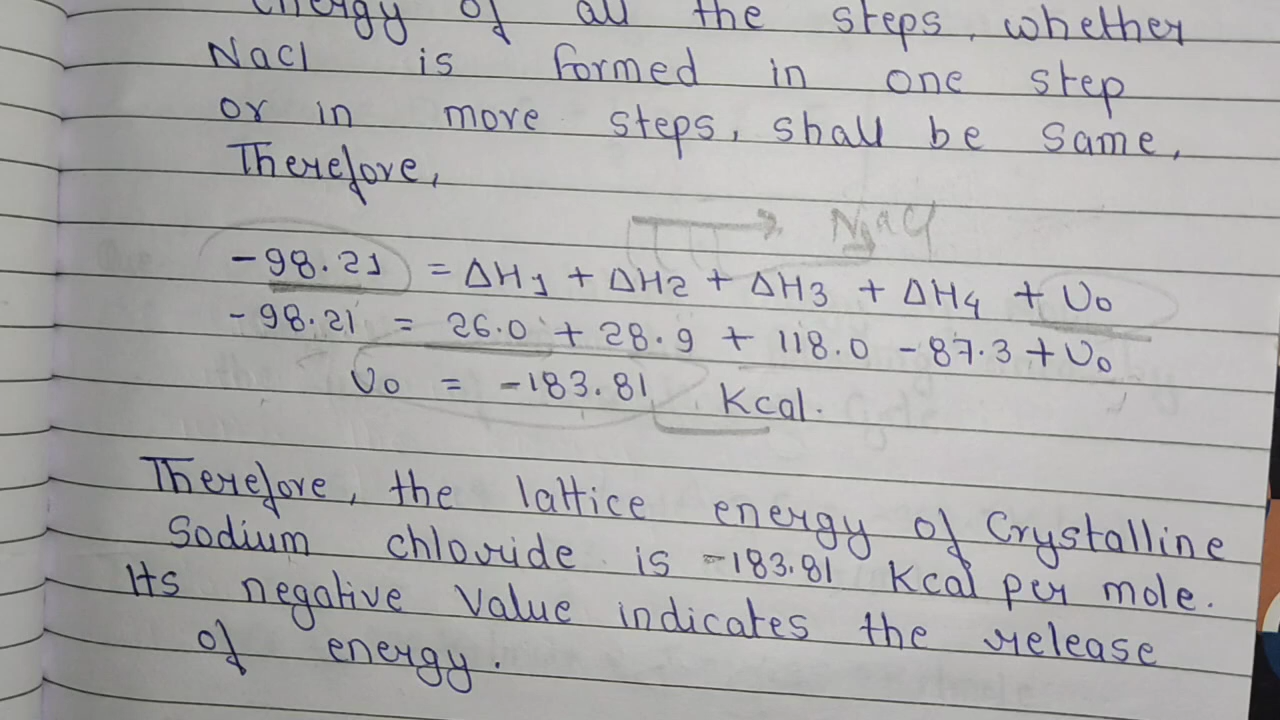 Energy of all the steps, whether
NaCl is formed in one step
or in more steps, shall be same,
Therefore,
NaCl
-98.21 = ΔH1 + ΔH2 + ΔH3 + ΔH4 + U0
-98.21 = 26.0 + 28.9 + 118.0 - 87.3 + U0
U0 = -183.81 Kcal.
Therefore, the lattice energy of Crystalline
Sodium chloride is -183.81 Kcal per mole.
Its negative Value indicates the release
of energy.